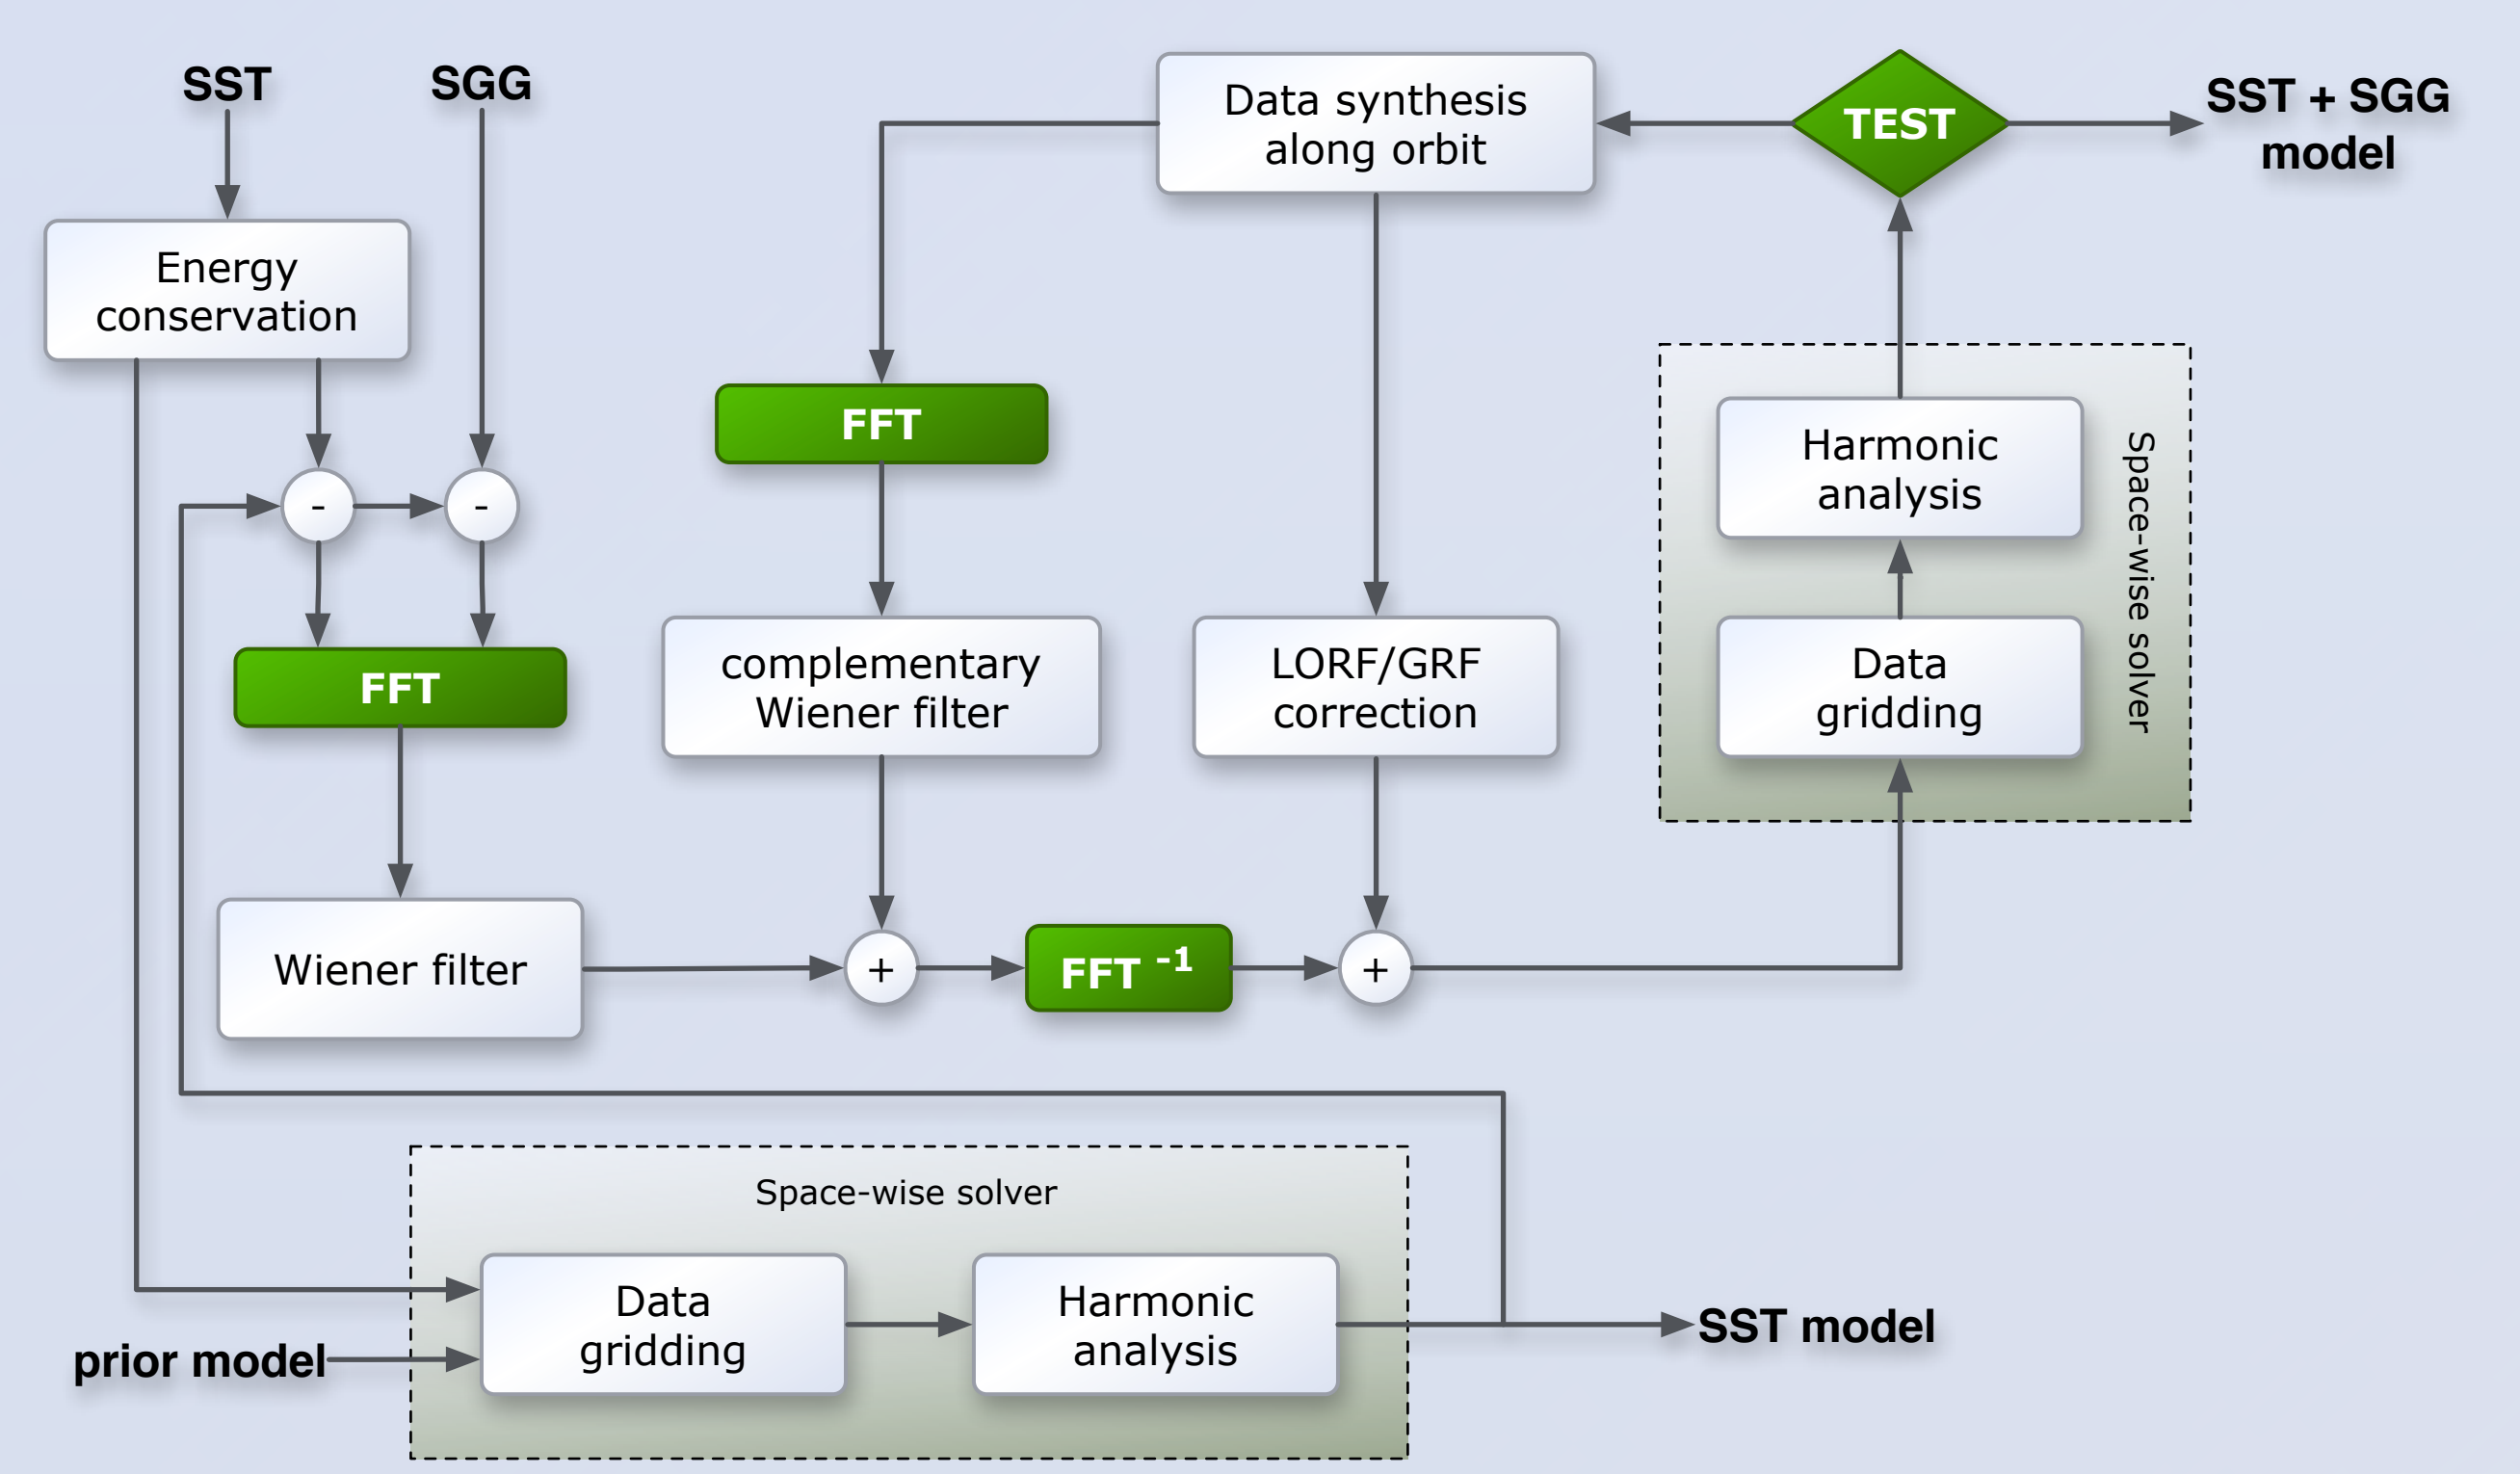 SST
SGG
Energy
conservation
-
-
FFT
Wiener filter
Data synthesis
along orbit
FFT
complementary
Wiener filter
LORF/GRF
correction
+
FFT -1
+
TEST
SST + SGG
model
Harmonic
analysis
Data
gridding
Space-wise solver
Space-wise solver
prior model
Data
gridding
Harmonic
analysis
SST model